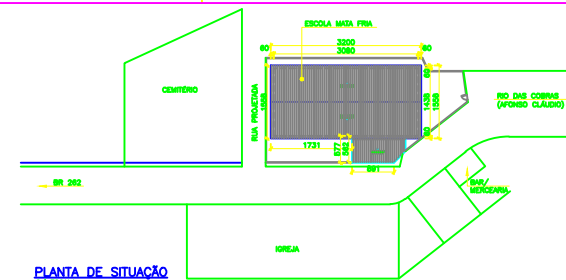 ESCOLA MATA FRIA
3200
60
3080
60
CEMITÉRIO
RUA PROJETADA
1558
60
1438
1558
60
RIO DAS COBRAS
(AFONSO CLÁUDIO)
1731
577
562
691
BR 262
BAR/
MERCEARIA
IGREJA
PLANTA DE SITUAÇÃO